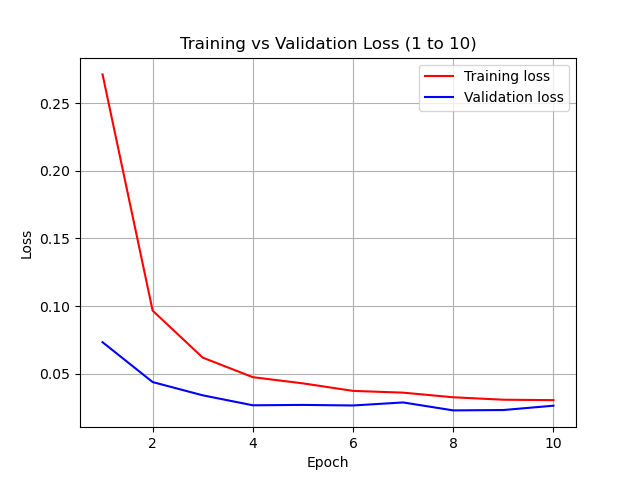 Training vs Validation Loss (1 to 10)
Training loss
Validation loss
0.25
0.20
0.15
0.10
0.05
Loss
2 4 6 8 10
Epoch